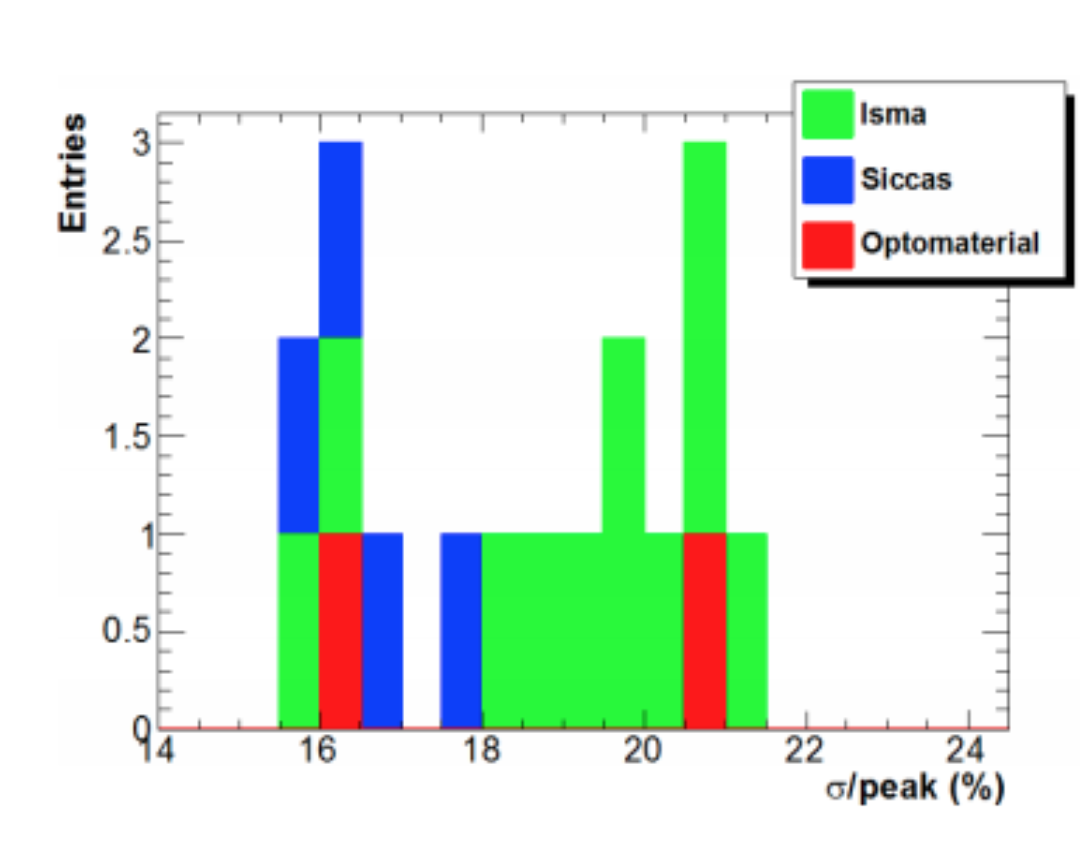 Entries
3
2.5
2
1.5
1
0.5
0
14 16 18 20 22 24
σ/peak (%)
Isma
Siccas
Optomaterial